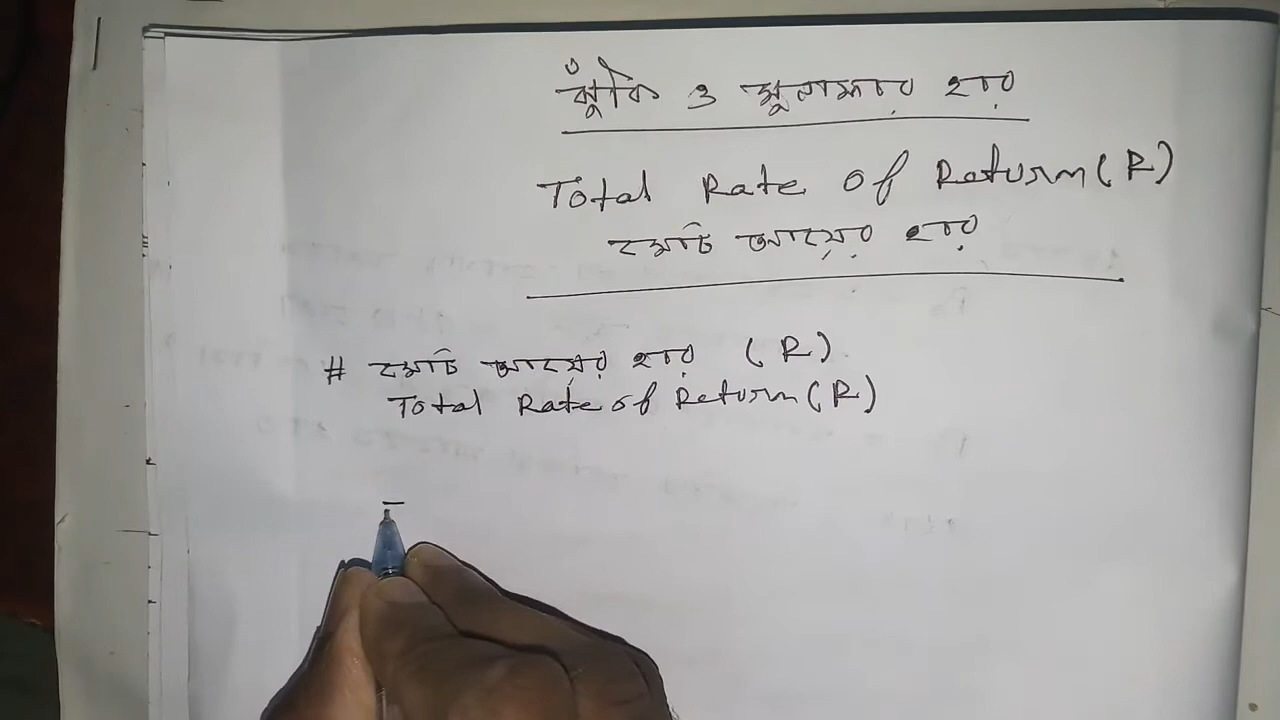 ঝুঁকি ও মুনাফার হার
Total Rate of Return (R)
মোট আয়ের হার
# মোট আয়ের হার (R)
Total Rate of Return (R)